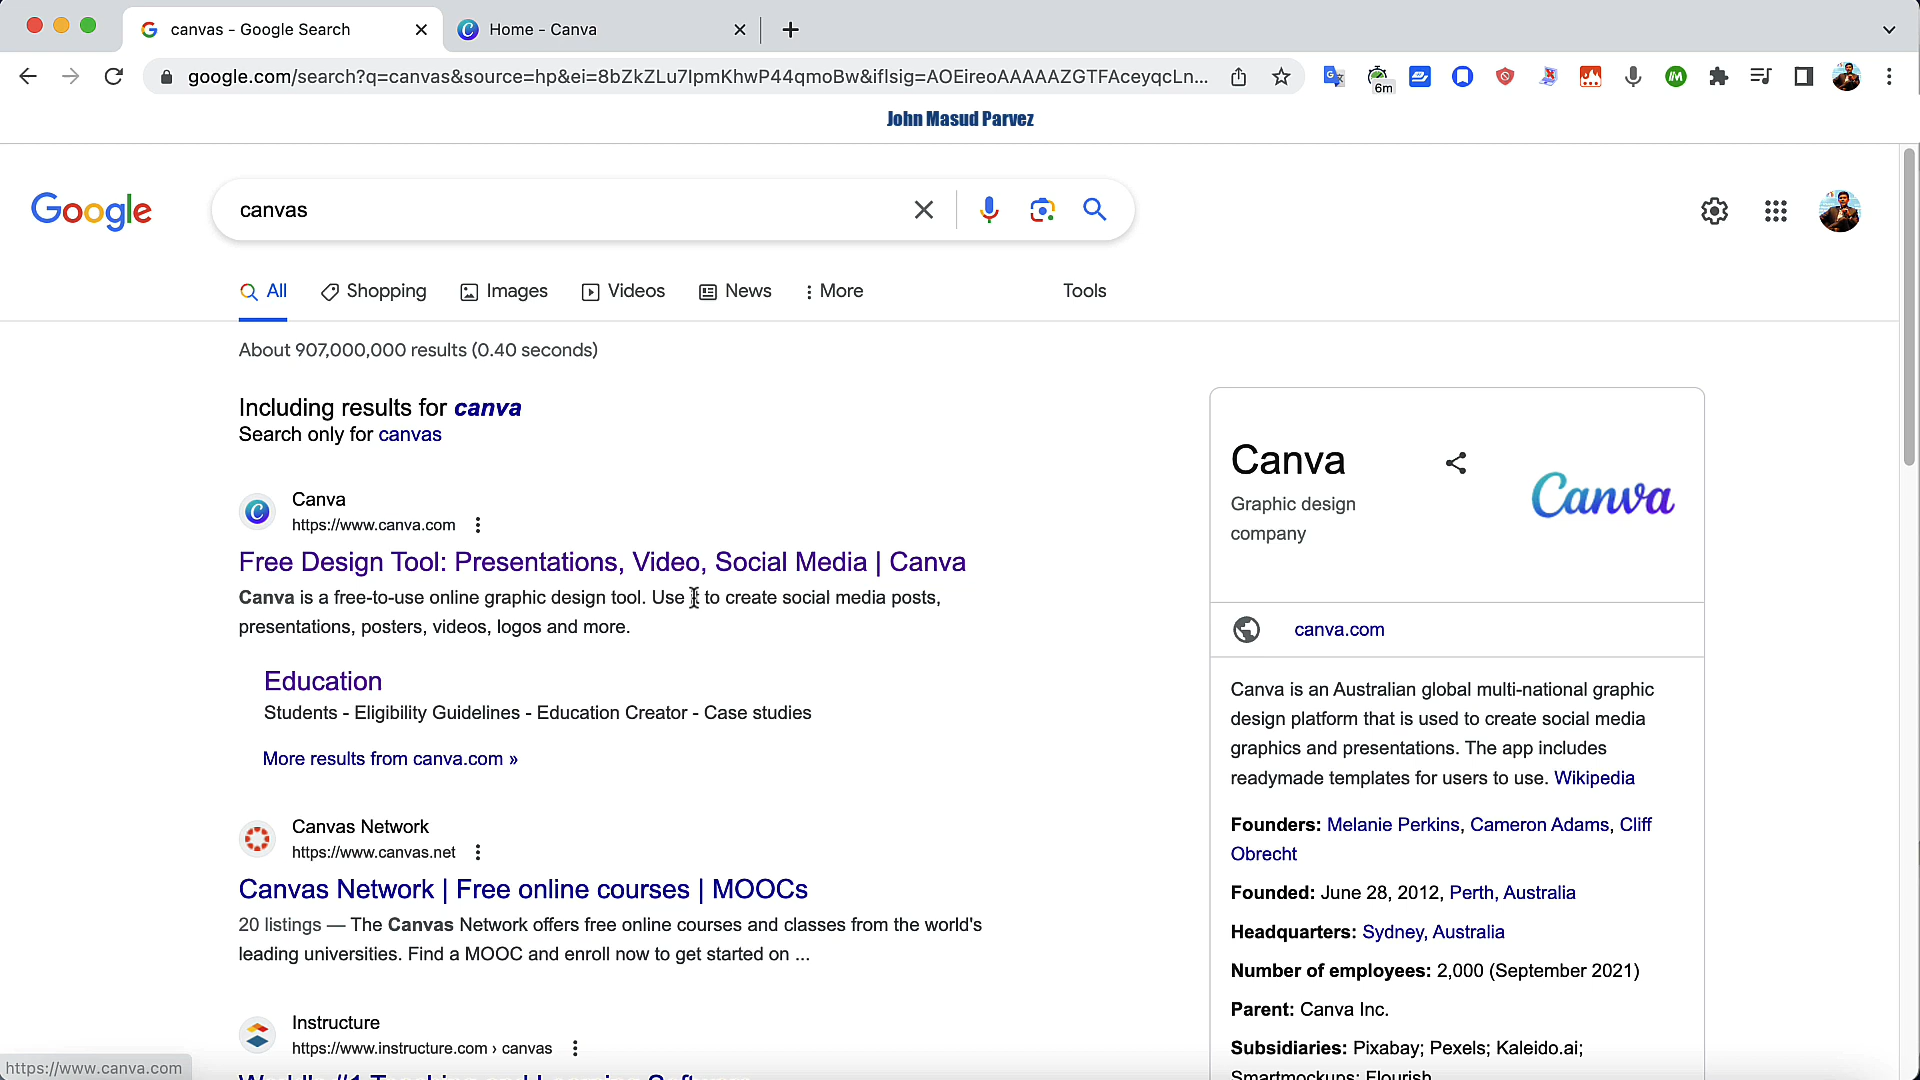 canvas - Google Search
Home - Canva
google.com/search?q=canvas&source=hp&ei=8bZkZLu7IpmKhwP44qmoBw&iflsig=AOEireoAAAAAZGTFAceyqcLn...
6m
John Masud Parvez
Google
canvas
All
Shopping
Images
Videos
News
More
Tools
About 907,000,000 results (0.40 seconds)
Including results for canva
Search only for canvas
Canva
https://www.canva.com
Free Design Tool: Presentations, Video, Social Media | Canva
Canva is a free-to-use online graphic design tool. Use it to create social media posts,
presentations, posters, videos, logos and more.
Education
Students - Eligibility Guidelines - Education Creator - Case studies
More results from canva.com »
Canvas Network
https://www.canvas.net
Canvas Network | Free online courses | MOOCs
20 listings — The Canvas Network offers free online courses and classes from the world's
leading universities. Find a MOOC and enroll now to get started on ...
Instructure
https://www.instructure.com › canvas
World's #1 Teaching and Learning Software
https://www.canva.com
Canva
Graphic design
company
Canva
canva.com
Canva is an Australian global multi-national graphic
design platform that is used to create social media
graphics and presentations. The app includes
readymade templates for users to use. Wikipedia
Founders: Melanie Perkins, Cameron Adams, Cliff
Obrecht
Founded: June 28, 2012, Perth, Australia
Headquarters: Sydney, Australia
Number of employees: 2,000 (September 2021)
Parent: Canva Inc.
Subsidiaries: Pixabay; Pexels; Kaleido.ai;
Smartmockups; Flourish